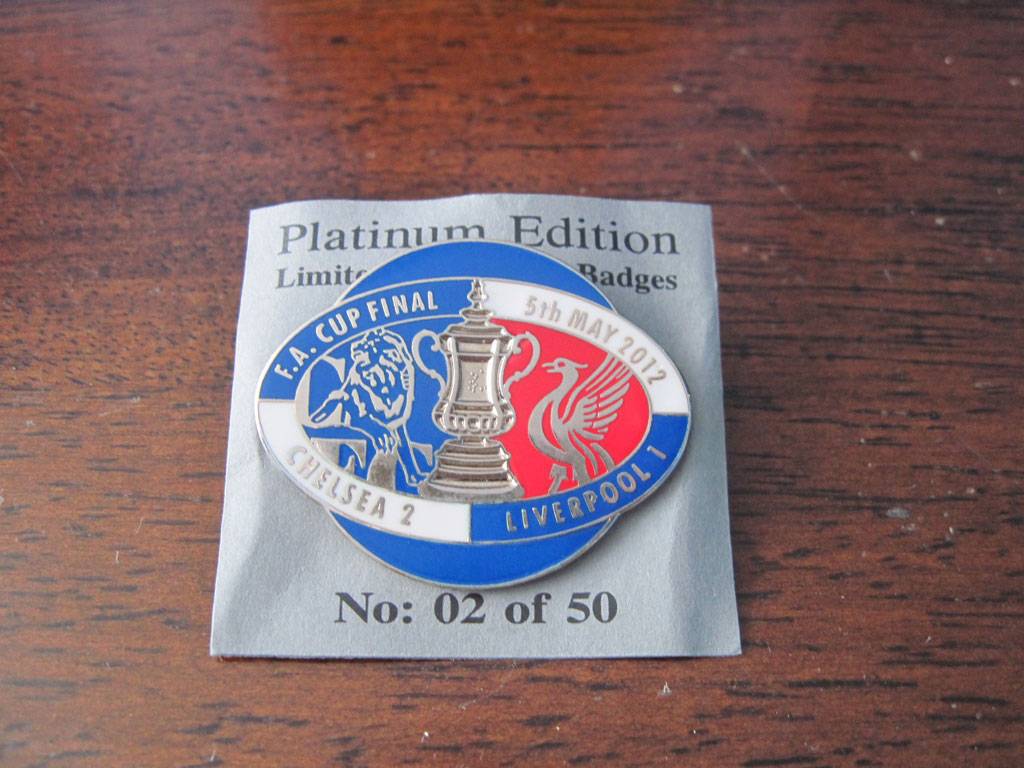 Platinum Edition
Badges
F.A. CUP FINAL
5th MAY 2012
CHELSEA 2
LIVERPOOL 1
No: 02 of 50